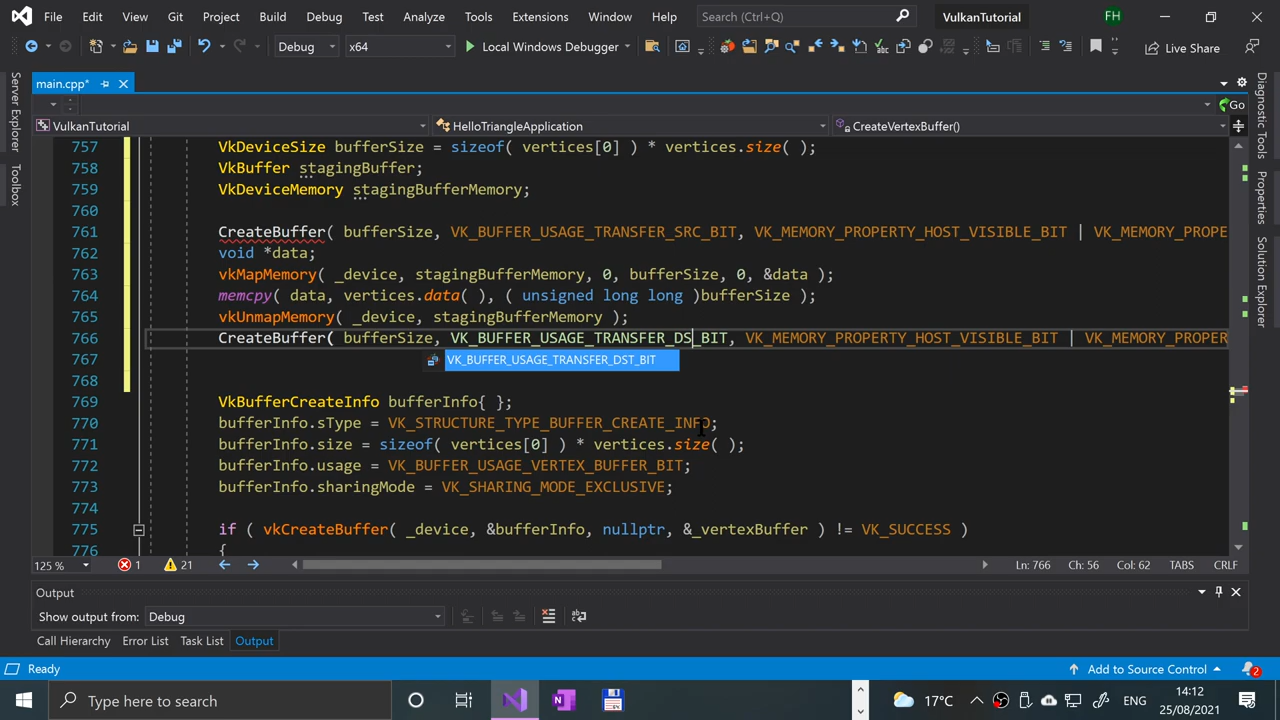 File Edit View Git Project Build Debug Test Analyze Tools Extensions Window Help Search (Ctrl+Q) VulkanTutorial FH
Debug x64 Local Windows Debugger Live Share
main.cpp*
Go
VulkanTutorial HelloTriangleApplication CreateVertexBuffer()
Server Explorer
Toolbox
Diagnostic Tools
Properties
Solution Explorer
757 VkDeviceSize bufferSize = sizeof( vertices[0] ) * vertices.size( );
758 VkBuffer stagingBuffer;
759 VkDeviceMemory stagingBufferMemory;
760
761 CreateBuffer( bufferSize, VK_BUFFER_USAGE_TRANSFER_SRC_BIT, VK_MEMORY_PROPERTY_HOST_VISIBLE_BIT | VK_MEMORY_PROPE
762 void *data;
763 vkMapMemory( _device, stagingBufferMemory, 0, bufferSize, 0, &data );
764 memcpy( data, vertices.data( ), ( unsigned long long )bufferSize );
765 vkUnmapMemory( _device, stagingBufferMemory );
766 CreateBuffer( bufferSize, VK_BUFFER_USAGE_TRANSFER_DS_BIT, VK_MEMORY_PROPERTY_HOST_VISIBLE_BIT | VK_MEMORY_PROPER
767 VK_BUFFER_USAGE_TRANSFER_DST_BIT
768
769 VkBufferCreateInfo bufferInfo{ };
770 bufferInfo.sType = VK_STRUCTURE_TYPE_BUFFER_CREATE_INFO;
771 bufferInfo.size = sizeof( vertices[0] ) * vertices.size( );
772 bufferInfo.usage = VK_BUFFER_USAGE_VERTEX_BUFFER_BIT;
773 bufferInfo.sharingMode = VK_SHARING_MODE_EXCLUSIVE;
774
775 if ( vkCreateBuffer( _device, &bufferInfo, nullptr, &_vertexBuffer ) != VK_SUCCESS )
776 {
125 % 1 21 Ln: 766 Ch: 56 Col: 62 TABS CRLF
Output
Show output from: Debug
Call Hierarchy Error List Task List Output
Ready Add to Source Control 2
Type here to search 17°C ENG 14:12
25/08/2021